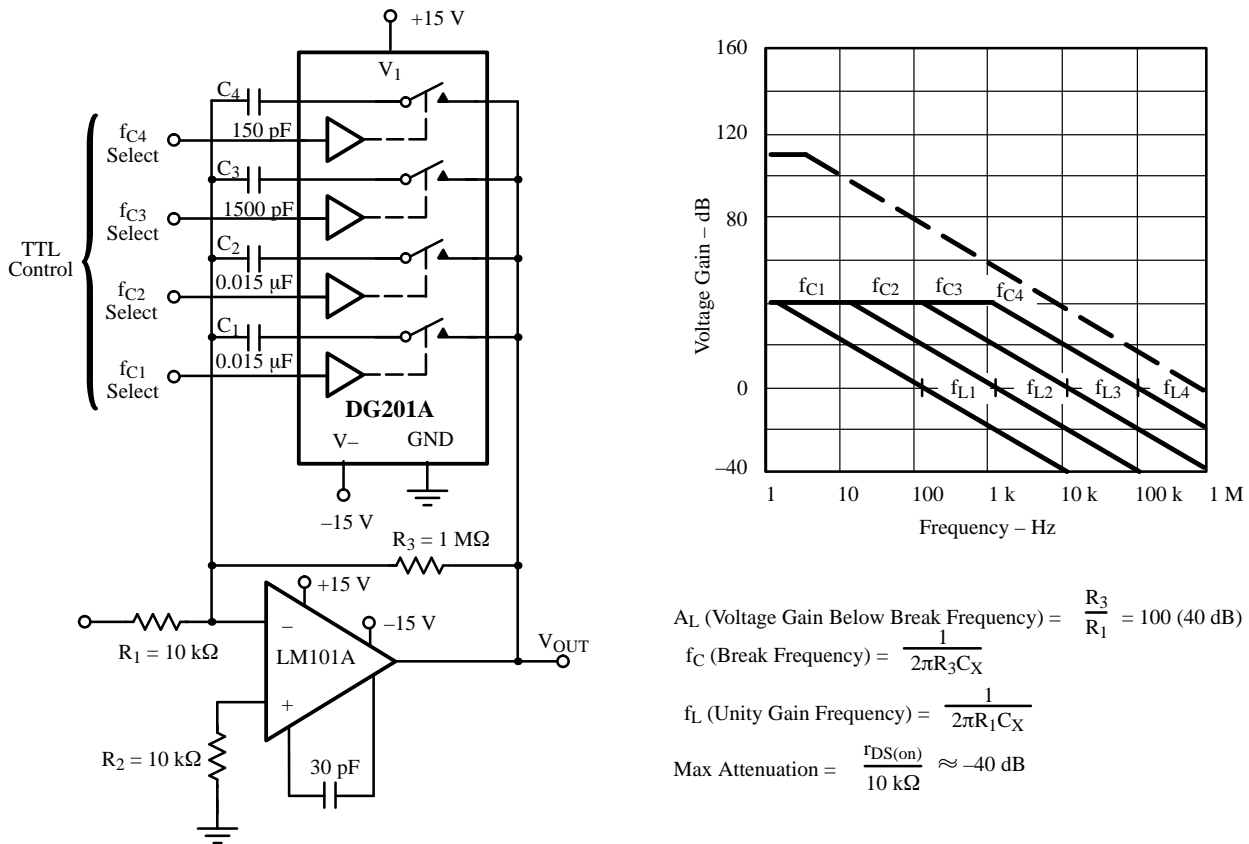 +15 V
V1
C4
150 pF
fC4
Select
C3
1500 pF
fC3
Select
TTL
Control
C2
0.015 µF
fC2
Select
C1
0.015 µF
fC1
Select
DG201A
V–
GND
–15 V
R3 = 1 MΩ
+15 V
–15 V
VOUT
–
LM101A
+
R1 = 10 kΩ
R2 = 10 kΩ
30 pF
160
120
80
40
0
–40
Voltage Gain – dB
fC1 fC2 fC3 fC4
fL1 fL2 fL3 fL4
1 10 100 1 k 10 k 100 k 1 M
Frequency – Hz
AL (Voltage Gain Below Break Frequency) = R3/R1 = 100 (40 dB)
fC (Break Frequency) = 1/2πR3CX
fL (Unity Gain Frequency) = 1/2πR1CX
Max Attenuation = rDS(on)/10 kΩ ≈ –40 dB